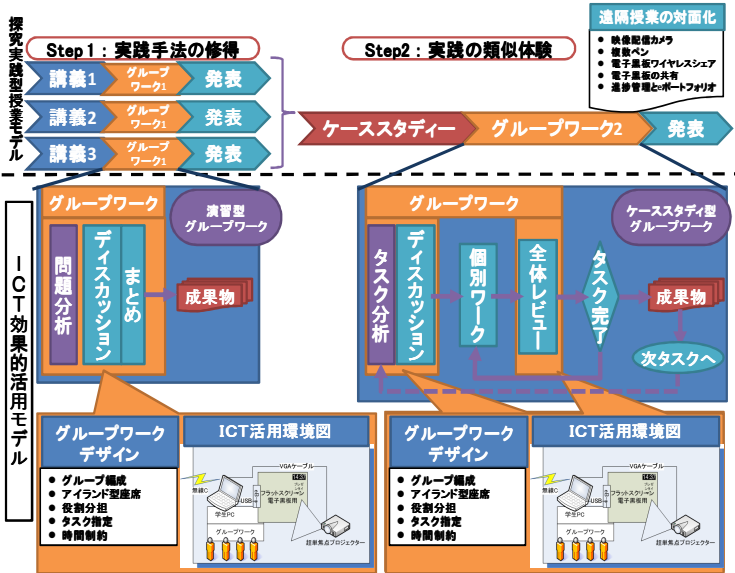 探究実践型授業モデル
Step 1：実践手法の修得
講義1
グループ
ワーク1
発表
講義2
グループ
ワーク1
発表
講義3
グループ
ワーク1
発表
Step2：実践の類似体験
ケーススタディー
グループワーク2
発表
遠隔授業の対面化
● 映像配信カメラ
● 複数ペン
● 電子黒板ワイヤレスシェア
● 電子黒板の共有
● 進捗管理とeポートフォリオ
ICT効果的活用モデル
グループワーク
演習型
グループワーク
問題分析
ディスカッション
まとめ
成果物
グループワーク
ケーススタディ型
グループワーク
タスク分析
ディスカッション
個別ワーク
全体レビュー
タスク完了
成果物
次タスクへ
グループワーク
デザイン
● グループ編成
● アイランド型座席
● 役割分担
● タスク指定
● 時間制約
ICT活用環境図
VGAケーブル
無線C
USB
学生PC
14:37
フラットスクリーン
電子黒板用
グループワーク
超単焦点プロジェクター
グループワーク
デザイン
● グループ編成
● アイランド型座席
● 役割分担
● タスク指定
● 時間制約
ICT活用環境図
VGAケーブル
無線C
USB
学生PC
14:37
フラットスクリーン
電子黒板用
グループワーク
超単焦点プロジェクター